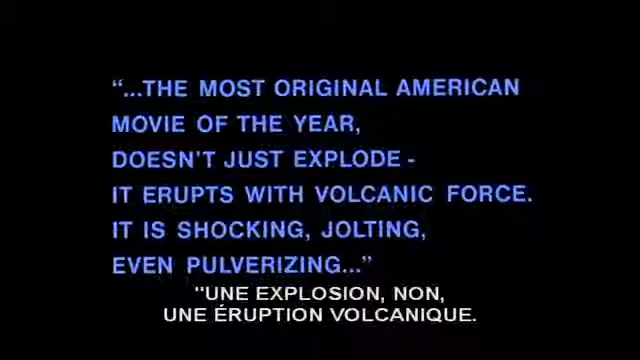 “...THE MOST ORIGINAL AMERICAN
MOVIE OF THE YEAR,
DOESN'T JUST EXPLODE -
IT ERUPTS WITH VOLCANIC FORCE.
IT IS SHOCKING, JOLTING,
EVEN PULVERIZING...”
"UNE EXPLOSION, NON,
UNE ÉRUPTION VOLCANIQUE.